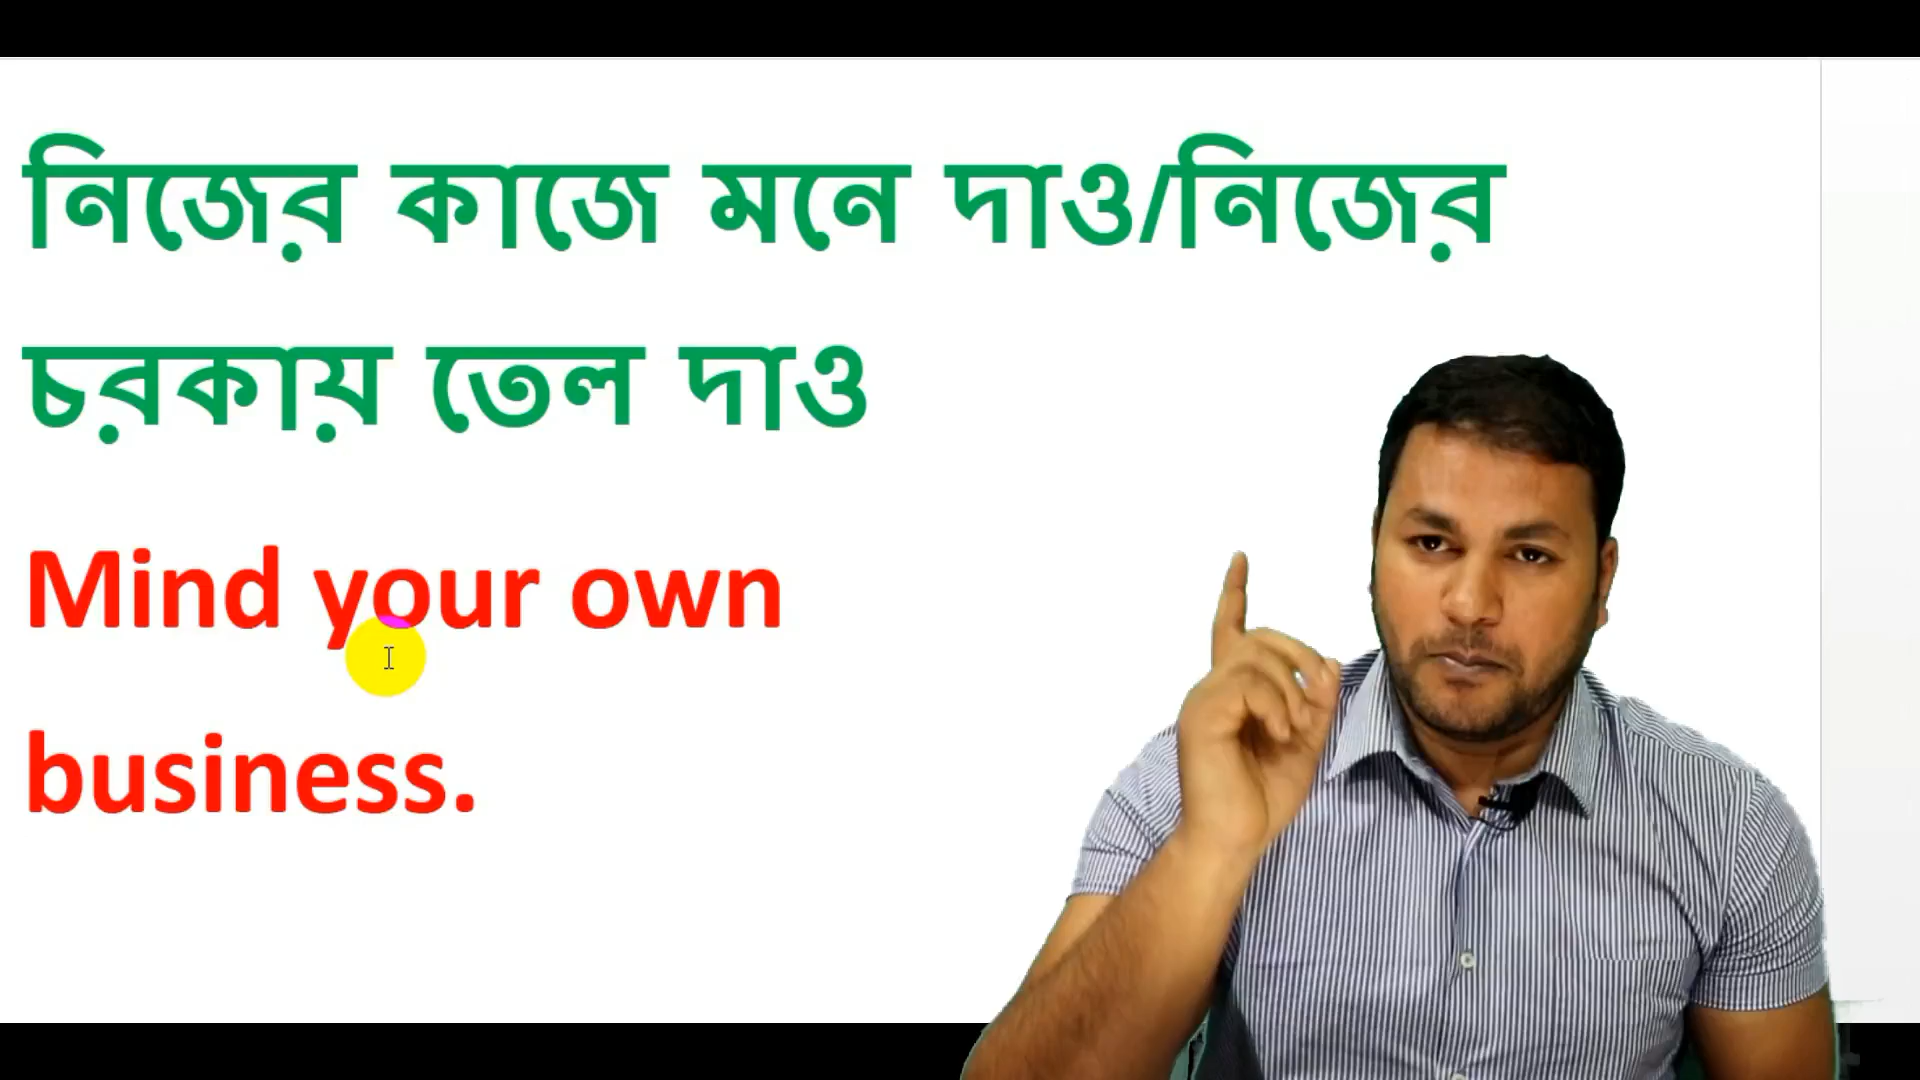 নিজের কাজে মনে দাও/নিজের
চরকায় তেল দাও
Mind your own
business.